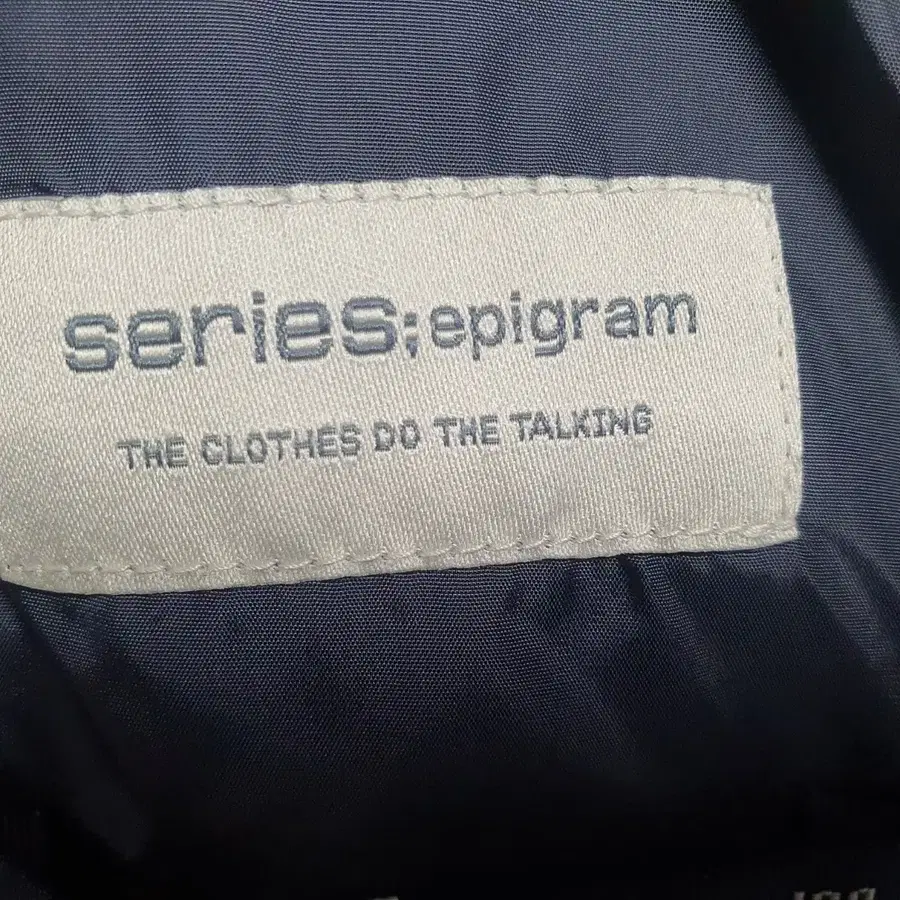 series;epigram
THE CLOTHES DO THE TALKING